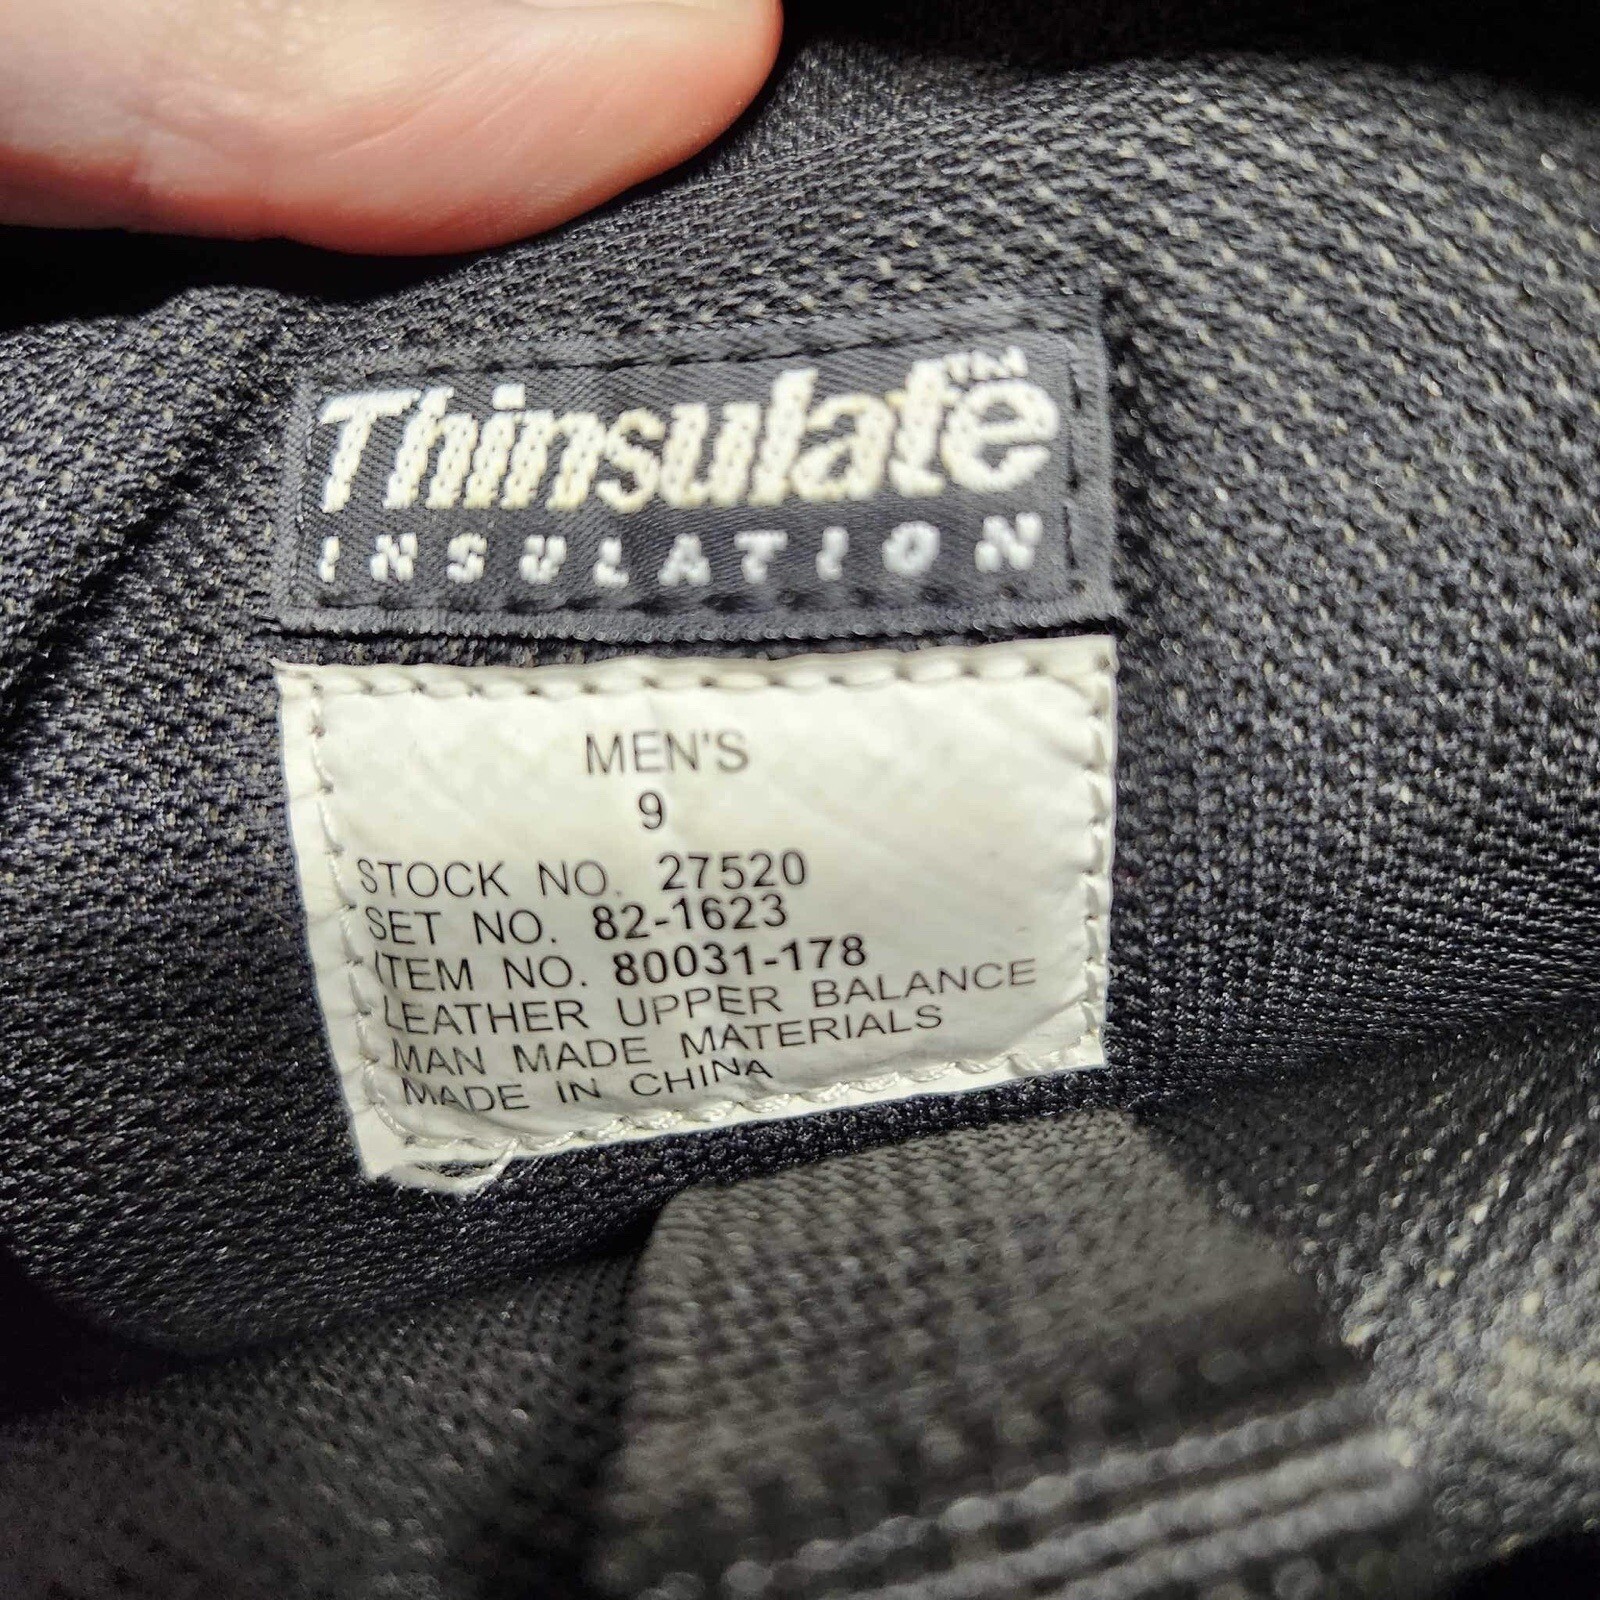 Thinsulate™
INSULATION
MEN'S
9
STOCK NO. 27520
SET NO. 82-1623
ITEM NO. 80031-178
LEATHER UPPER BALANCE
MAN MADE MATERIALS
MADE IN CHINA